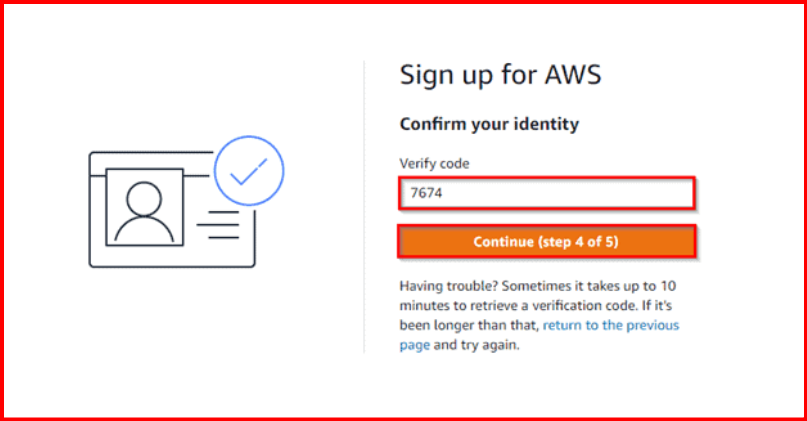 Sign up for AWS
Confirm your identity
Verify code
7674
Continue (step 4 of 5)
Having trouble? Sometimes it takes up to 10
minutes to retrieve a verification code. If it's
been longer than that, return to the previous
page and try again.